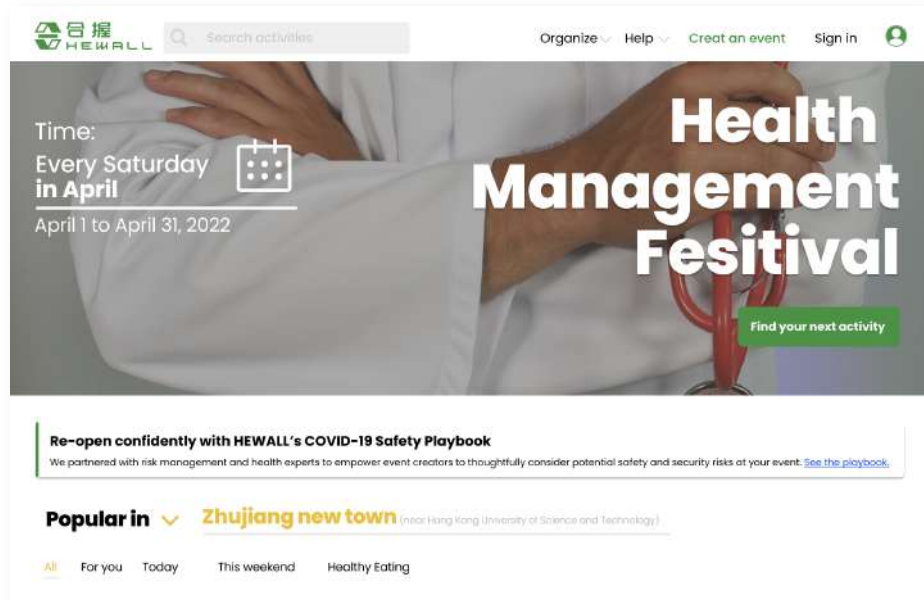 合握
HEWALL
Search activities
Organize Help Creat an event Sign in
Time:
Every Saturday
in April
April 1 to April 31, 2022
Health
Management
Fesitival
Find your next activity
Re-open confidently with HEWALL's COVID-19 Safety Playbook
We partnered with risk management and health experts to empower event creators to thoughtfully consider potential safety and security risks at your event. See the playbook.
Popular in Zhujiang new town (near Hong Kong University of Science and Technology)
All For you Today This weekend Healthy Eating